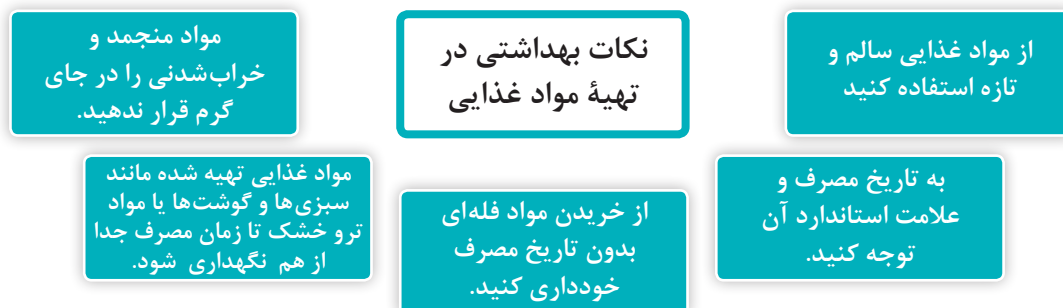 نکات بهداشتی در
تهیهٔ مواد غذایی
از مواد غذایی سالم و
تازه استفاده کنید
به تاریخ مصرف و
علامت استاندارد آن
توجه کنید.
از خریدن مواد فله‌ای
بدون تاریخ مصرف
خودداری کنید.
مواد غذایی تهیه شده مانند
سبزی‌ها و گوشت‌ها یا مواد
ترو خشک تا زمان مصرف جدا
از هم نگهداری شود.
مواد منجمد و
خراب‌شدنی را در جای
گرم قرار ندهید.